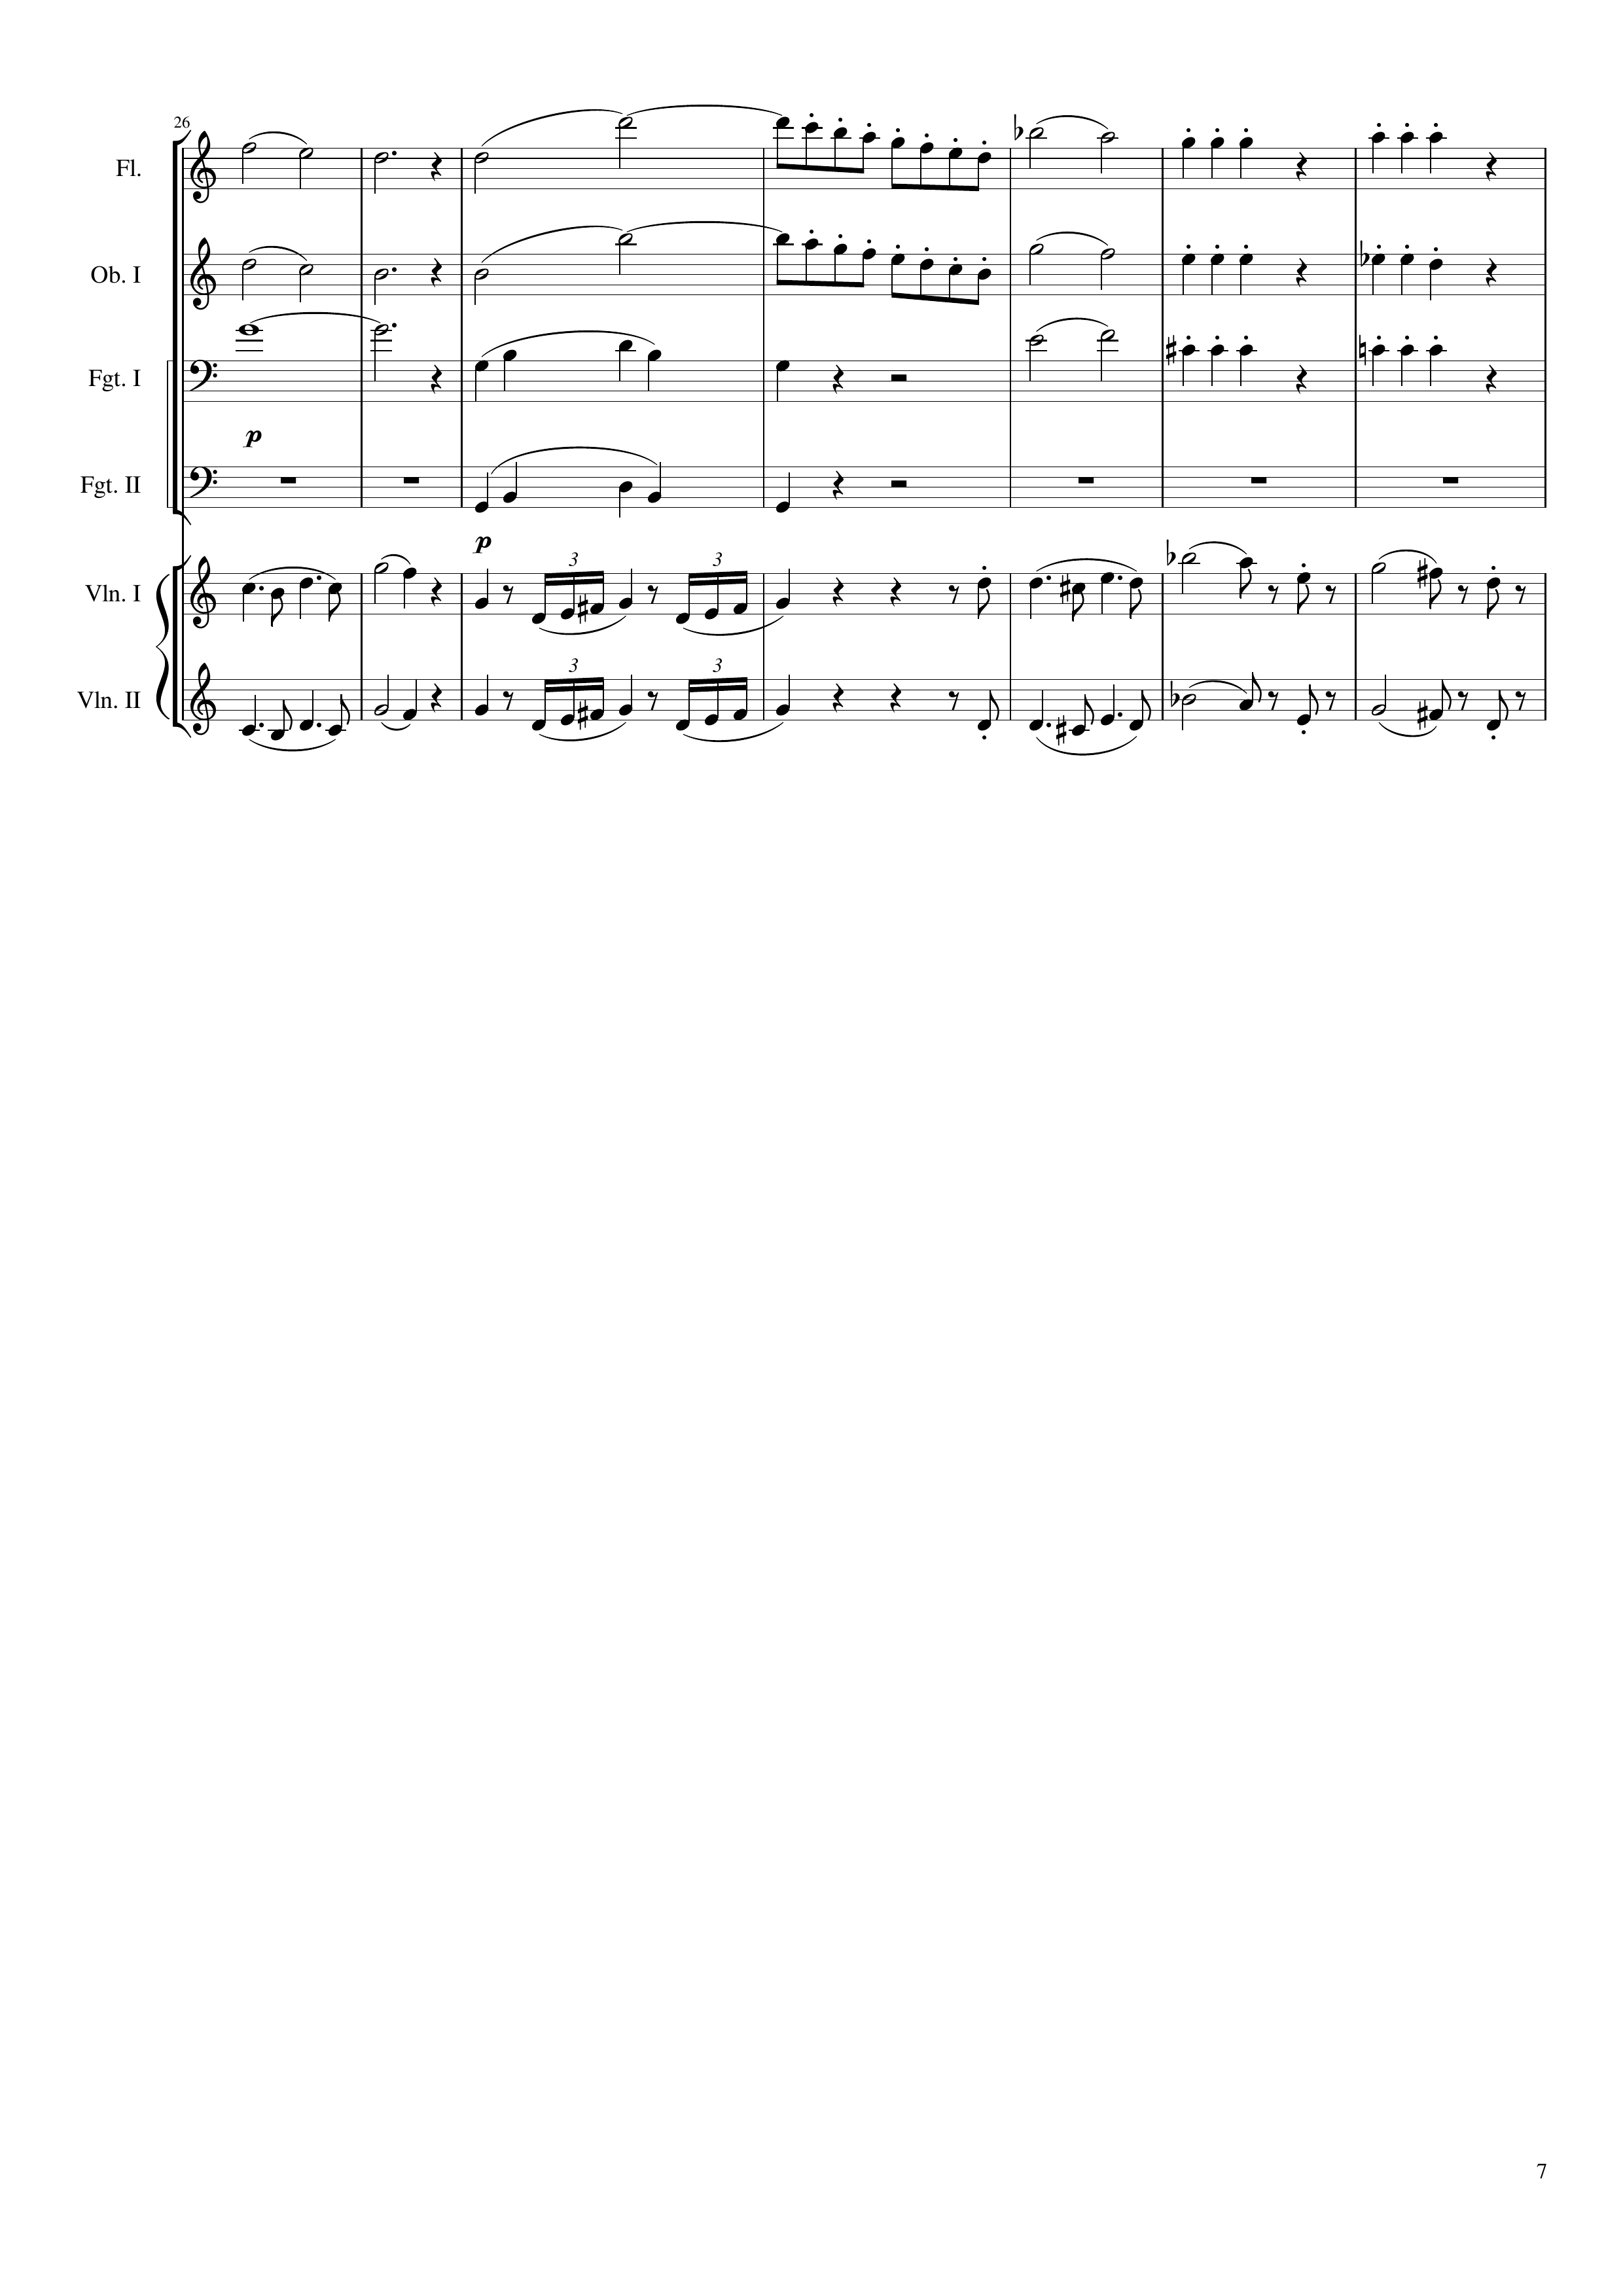 26
Fl.
Ob. I
Fgt. I
p
Fgt. II
p
3 3
Vln. I
3 3
Vln. II
7